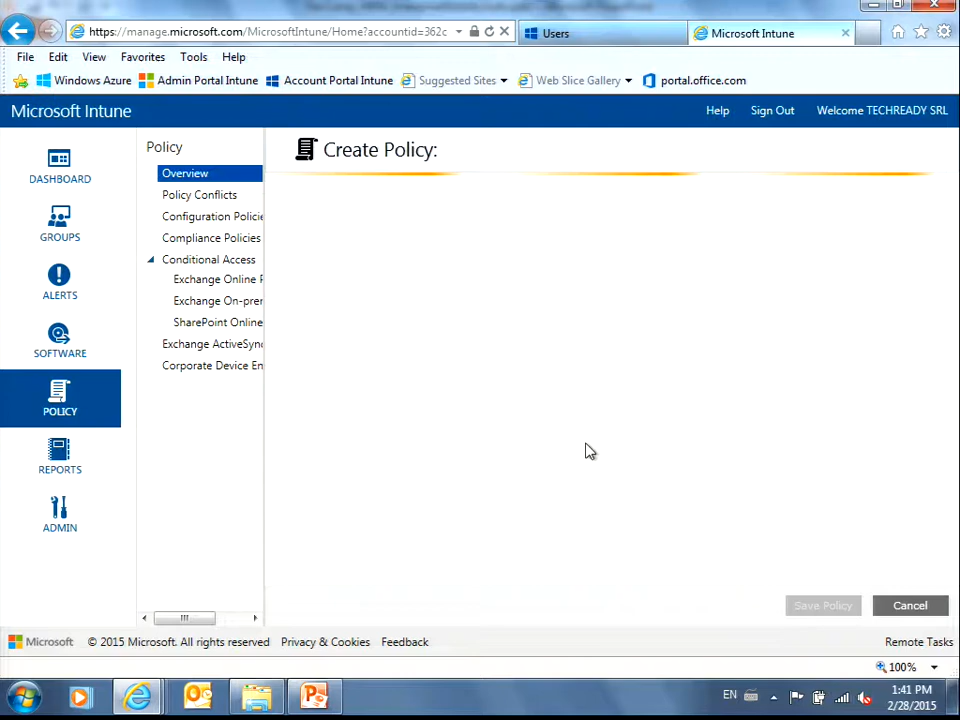 https://manage.microsoft.com/MicrosoftIntune/Home?accountid=362c
Users
Microsoft Intune
File Edit View Favorites Tools Help
Windows Azure Admin Portal Intune Account Portal Intune Suggested Sites Web Slice Gallery portal.office.com
Microsoft Intune
Help Sign Out Welcome TECHREADY SRL
DASHBOARD
GROUPS
ALERTS
SOFTWARE
POLICY
REPORTS
ADMIN
Policy
Overview
Policy Conflicts
Configuration Policie
Compliance Policies
Conditional Access
Exchange Online P
Exchange On-prer
SharePoint Online
Exchange ActiveSync
Corporate Device En
Create Policy:
Save Policy Cancel
Microsoft © 2015 Microsoft. All rights reserved Privacy & Cookies Feedback Remote Tasks
100%
EN 1:41 PM
2/28/2015